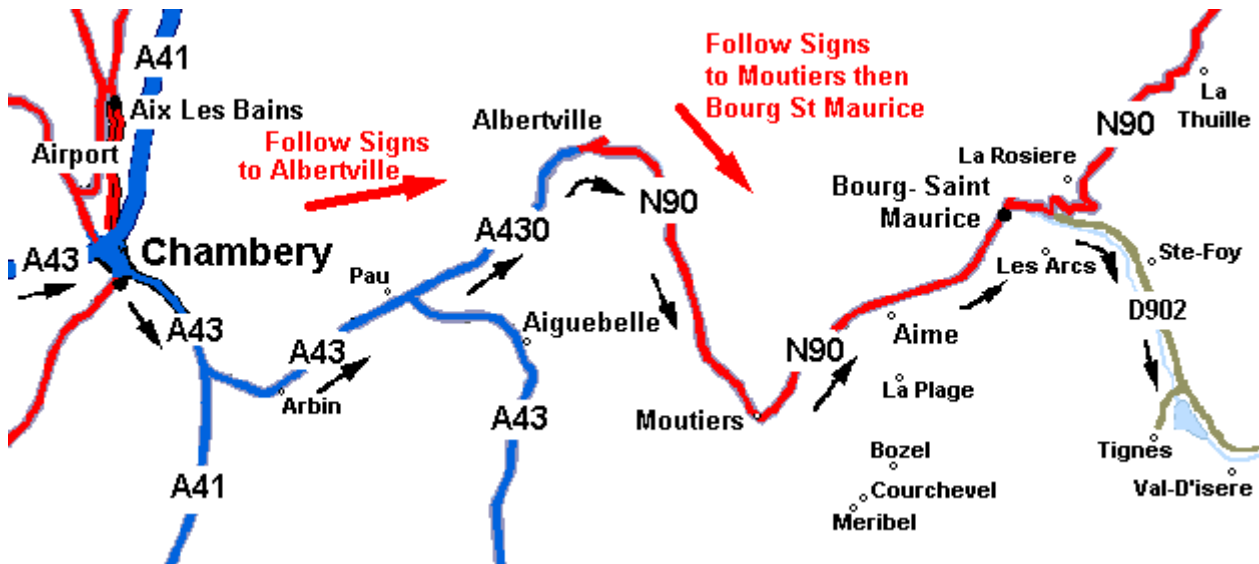 A41
Aix Les Bains
Airport
A43
Chambery
Follow Signs
to Albertville
Follow Signs
to Moutiers then
Bourg St Maurice
Albertville
N90
A430
Pau
A43
Aiguebelle
A43
Arbin
A43
A41
Moutiers
N90
Bourg- Saint
Maurice
La Rosiere
N90
La
Thuille
Les Arcs
Ste-Foy
Aime
D902
La Plage
Bozel
Courchevel
Meribel
Tignes
Val-D'isere